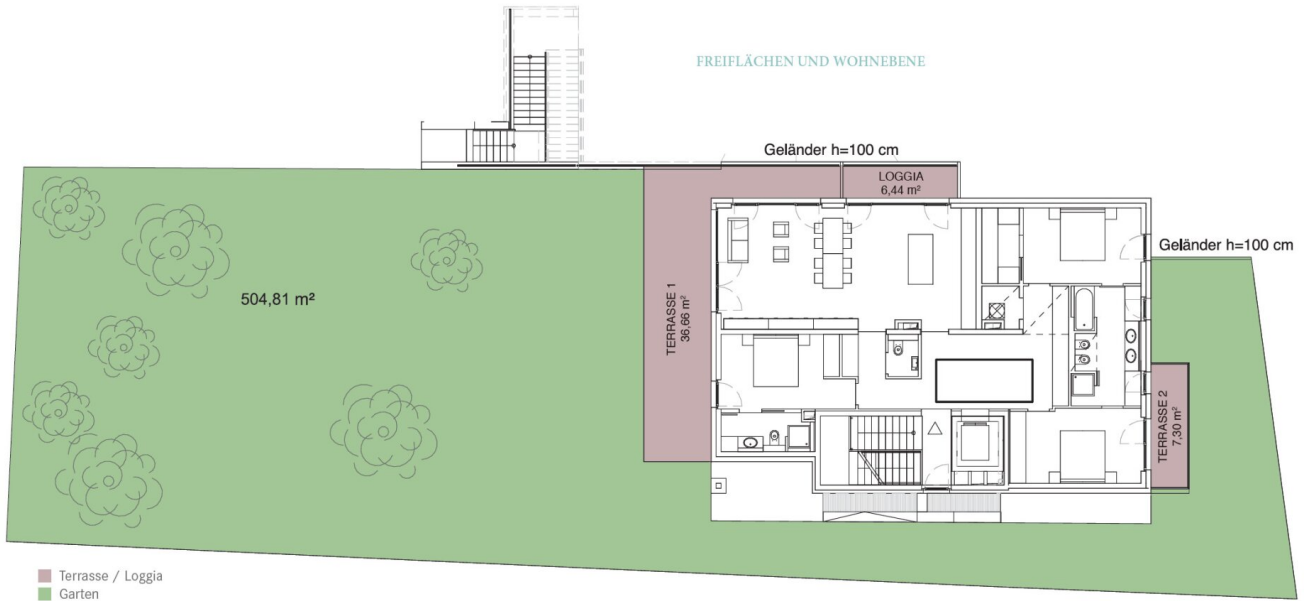 FREIFLÄCHEN UND WOHNEBENE
Geländer h=100 cm
LOGGIA
6,44 m²
Geländer h=100 cm
504,81 m²
TERRASSE 1
36,66 m²
TERRASSE 2
7,30 m²
Terrasse / Loggia
Garten